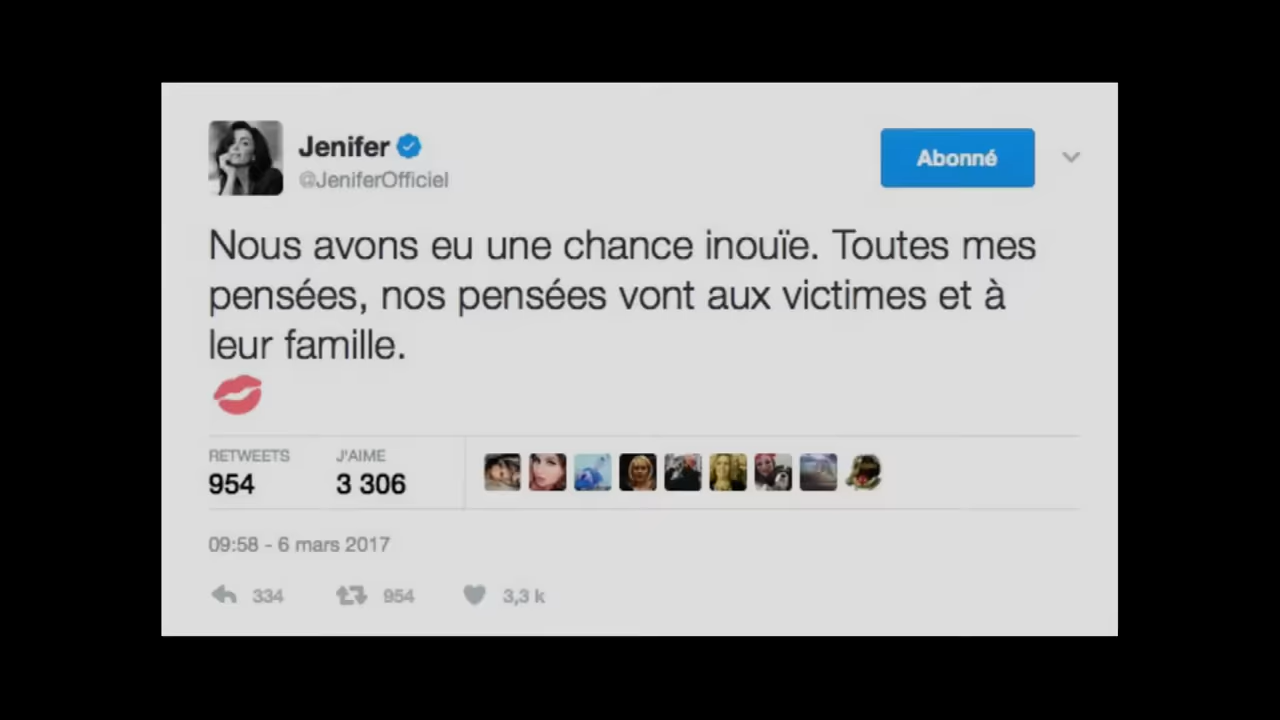 Jenifer
@JeniferOfficiel
Abonné
Nous avons eu une chance inouïe. Toutes mes
pensées, nos pensées vont aux victimes et à
leur famille.
RETWEETS J'AIME
954 3 306
09:58 - 6 mars 2017
334 954 3,3 k